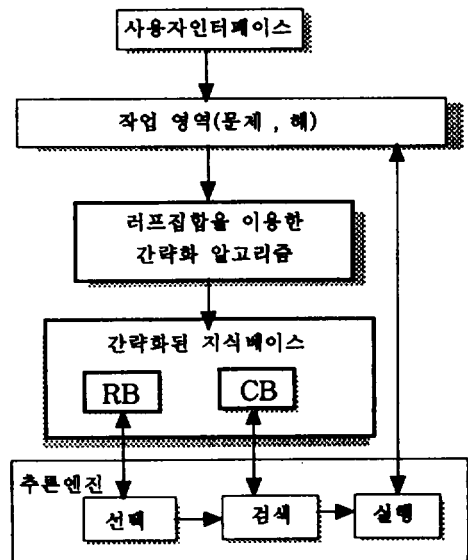 사용자인터페이스
작업 영역(문제 , 해)
러프집합을 이용한
간략화 알고리즘
간략화된 지식베이스
RB
CB
추론엔진
선택
검색
실행